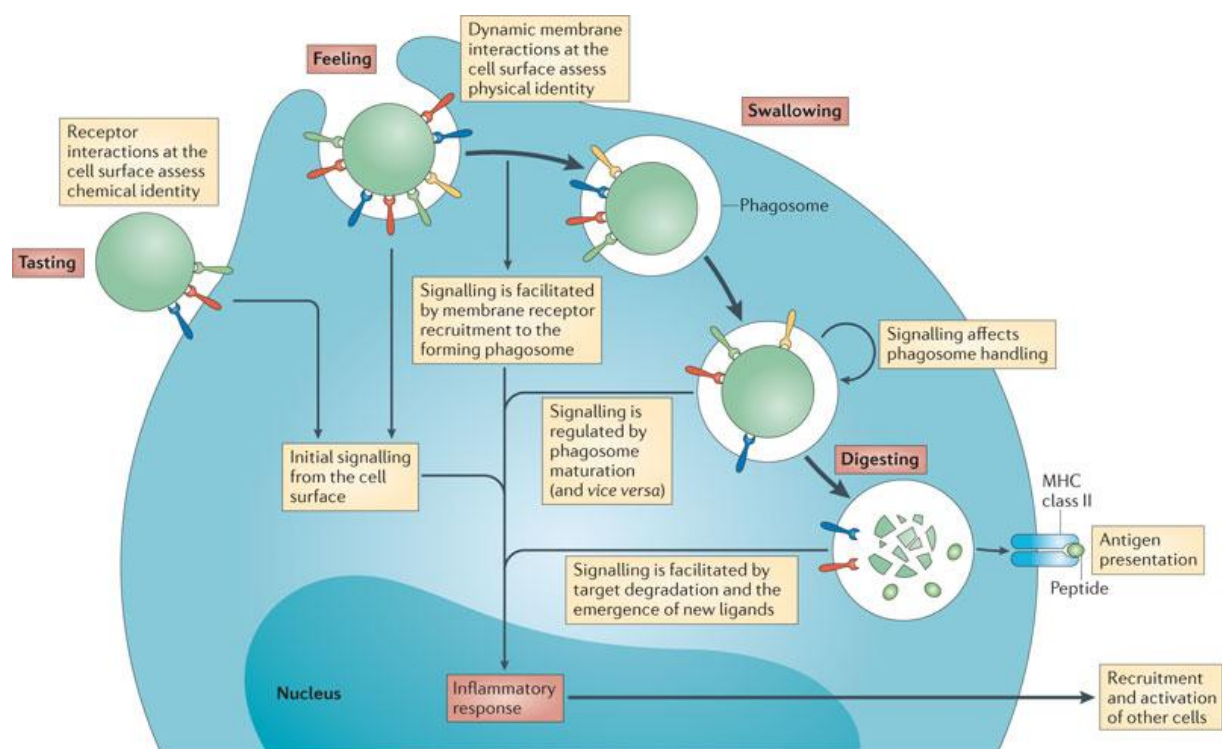 Feeling
Dynamic membrane
interactions at the
cell surface assess
physical identity
Swallowing
Receptor
interactions at the
cell surface assess
chemical identity
Phagosome
Tasting
Signalling is facilitated
by membrane receptor
recruitment to the
forming phagosome
Signalling affects
phagosome handling
Signalling is
regulated by
phagosome
maturation
(and vice versa)
Initial signalling
from the cell
surface
Digesting
MHC
class II
Antigen
presentation
Peptide
Signalling is facilitated by
target degradation and the
emergence of new ligands
Nucleus
Inflammatory
response
Recruitment
and activation
of other cells